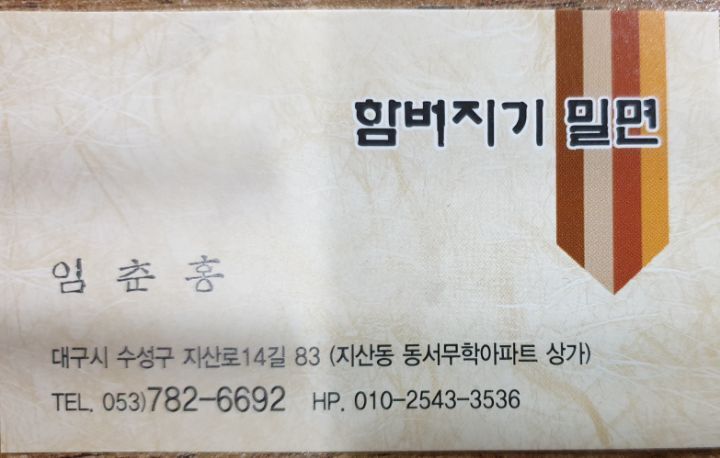 함버지기 밀면
임춘홍
대구시 수성구 지산로14길 83 (지산동 동서무학아파트 상가)
TEL. 053)782-6692 HP. 010-2543-3536